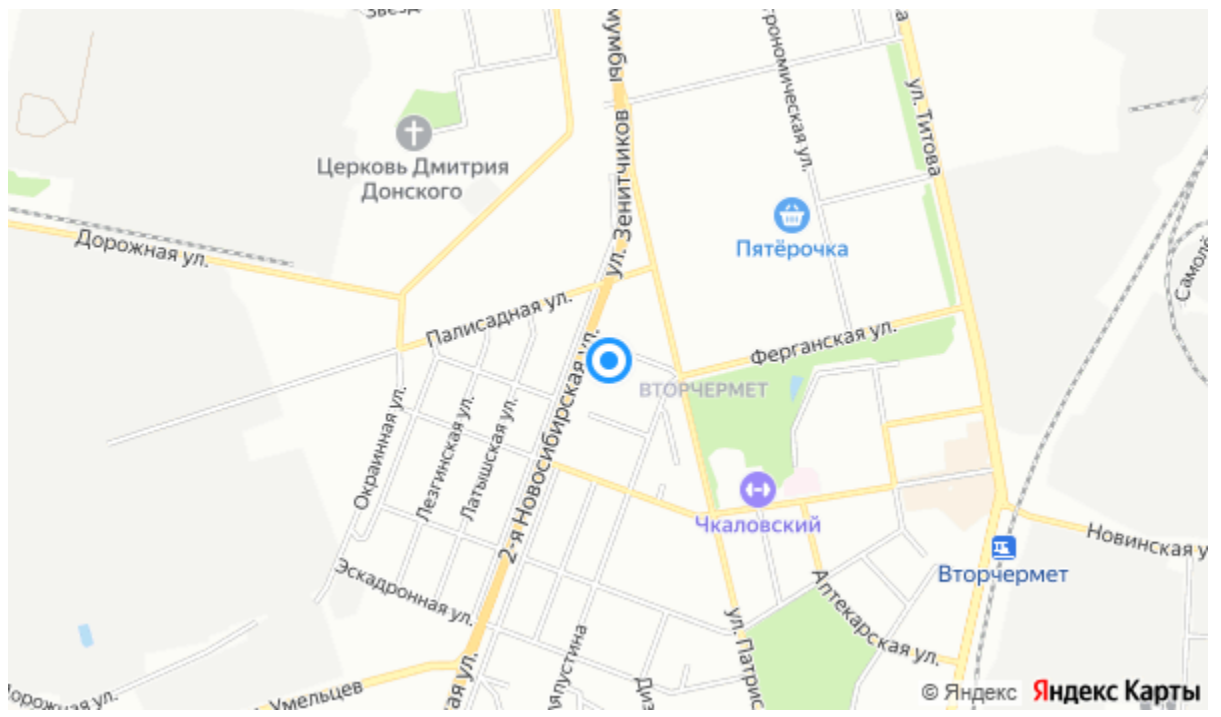 умумбы
ул. Зенитчиков
ул. Титова
Церковь Дмитрия
Донского
Пятёрочка
Дорожная ул.
Палисадная ул.
Ферганская ул.
ВТОРЧЕРМЕТ
2-я Новосибирская ул.
Окраинная ул.
Лезгинская ул.
Латышская ул.
Чкаловский
Новинская у
Вторчермет
Эскадронная ул.
Аптекарская ул.
ул. Патрис
Умельцев
© Яндекс Яндекс Карты